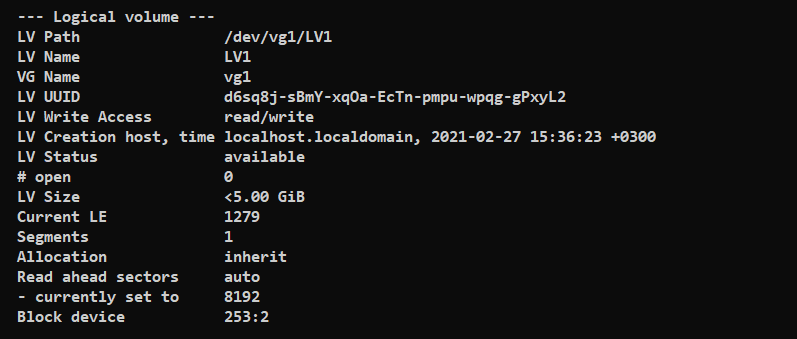 --- Logical volume ---
LV Path                /dev/vg1/LV1
LV Name                LV1
VG Name                vg1
LV UUID                d6sq8j-sBmY-xqOa-EcTn-pmpu-wpqg-gPxyL2
LV Write Access        read/write
LV Creation host, time localhost.localdomain, 2021-02-27 15:36:23 +0300
LV Status              available
# open                 0
LV Size                <5.00 GiB
Current LE             1279
Segments               1
Allocation             inherit
Read ahead sectors     auto
- currently set to     8192
Block device           253:2